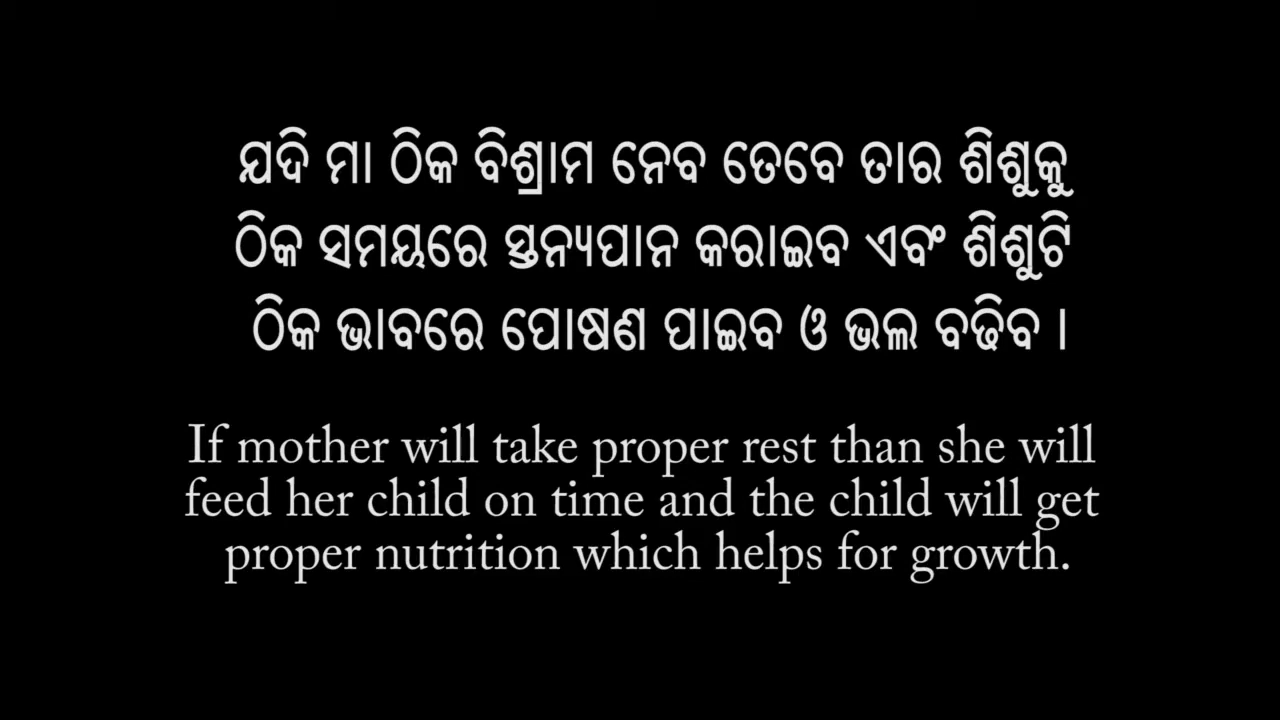 ଯଦି ମା ଠିକ ବିଶ୍ରାମ ନେବ ତେବେ ତାର ଶିଶୁକୁ
ଠିକ ସମୟରେ ସ୍ତନ୍ୟପାନ କରାଇବ ଏବଂ ଶିଶୁଟି
ଠିକ ଭାବରେ ପୋଷଣ ପାଇବ ଓ ଭଲ ବଢିବ ।
If mother will take proper rest than she will
feed her child on time and the child will get
proper nutrition which helps for growth.